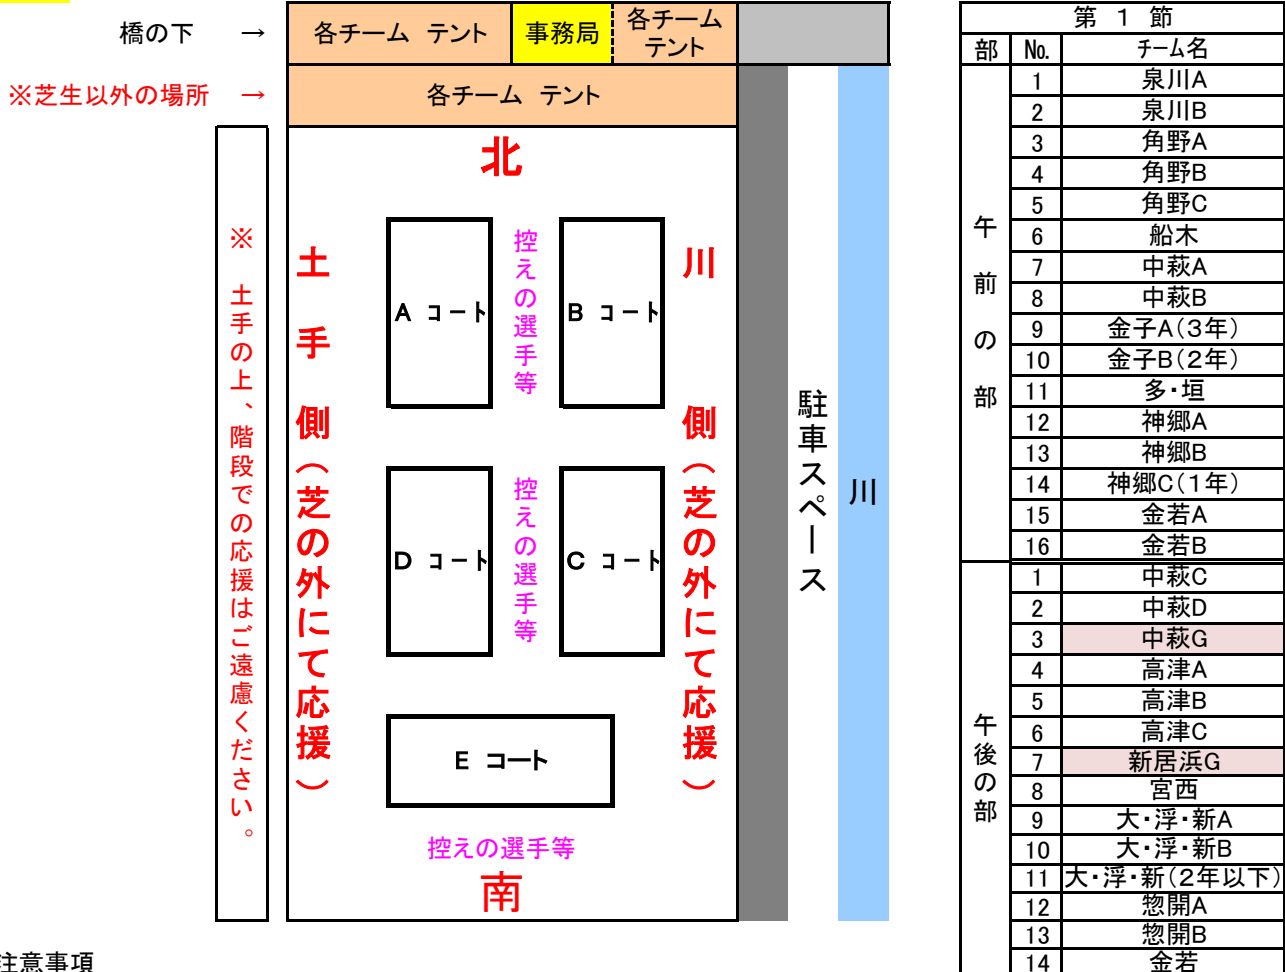 橋の下 →
各チーム テント
事務局
各チーム
テント
※芝生以外の場所 →
各チーム テント
北
※ 土手の上、階段での応援はご遠慮ください。
土手側(芝の外にて応援)
A コート
控えの選手等
B コート
川側(芝の外にて応援)
D コート
控えの選手等
C コート
E コート
控えの選手等
南
駐車スペース
川
注意事項
第 1 節
部 No. チーム名
午前の部
1 泉川A
2 泉川B
3 角野A
4 角野B
5 角野C
6 船木
7 中萩A
8 中萩B
9 金子A(3年)
10 金子B(2年)
11 多・垣
12 神郷A
13 神郷B
14 神郷C(1年)
15 金若A
16 金若B
午後の部
1 中萩C
2 中萩D
3 中萩G
4 高津A
5 高津B
6 高津C
7 新居浜G
8 宮西
9 大・浮・新A
10 大・浮・新B
11 大・浮・新(2年以下)
12 惣開A
13 惣開B
14 金若